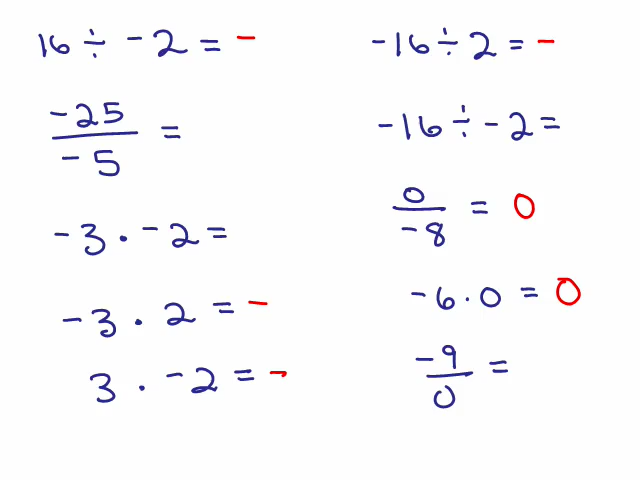 16 ÷ -2 = -
-25/-5 =
-3 · -2 =
-3 · 2 = -
3 · -2 = -
-16 ÷ 2 = -
-16 ÷ -2 =
0/-8 = 0
-6 · 0 = 0
-9/0 =